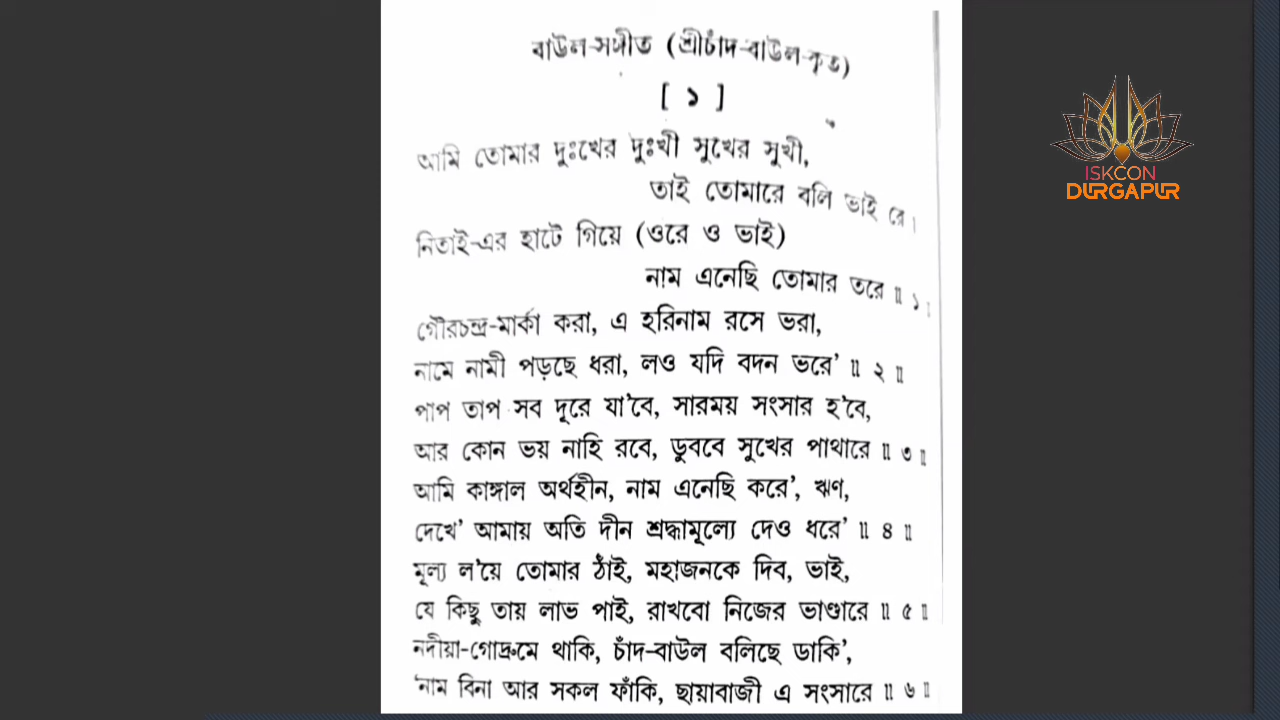 বাউল-সঙ্গীত (শ্রীচাঁদ-বাউল-কৃত)
[ ১ ]
আমি তোমার দুঃখের দুঃখী সুখের সুখী,
তাই তোমারে বলি ভাই রে।
নিতাই-এর হাটে গিয়ে (ওরে ও ভাই)
নাম এনেছি তোমার তরে ॥ ১।
গৌরচন্দ্র-মার্কা করা, এ হরিনাম রসে ভরা,
নামে নামী পড়ছে ধরা, লও যদি বদন ভরে’ ॥ ২ ॥
পাপ তাপ সব দূরে যা’বে, সারময় সংসার হ’বে,
আর কোন ভয় নাহি রবে, ডুববে সুখের পাথারে ॥ ৩ ॥
আমি কাঙ্গাল অর্থহীন, নাম এনেছি করে’, ঋণ,
দেখে’ আমায় অতি দীন শ্রদ্ধামূল্যে দেও ধরে’ ॥ ৪ ॥
মূল্য ল’য়ে তোমার ঠাঁই, মহাজনকে দিব, ভাই,
যে কিছু তায় লাভ পাই, রাখবো নিজের ভাণ্ডারে ॥ ৫ ॥
নদীয়া-গোদ্রুমে থাকি, চাঁদ-বাউল বলিছে ডাকি’,
‘নাম বিনা আর সকল ফাঁকি, ছায়াবাজী এ সংসারে ॥ ৬ ॥
ISKCON
DURGAPUR